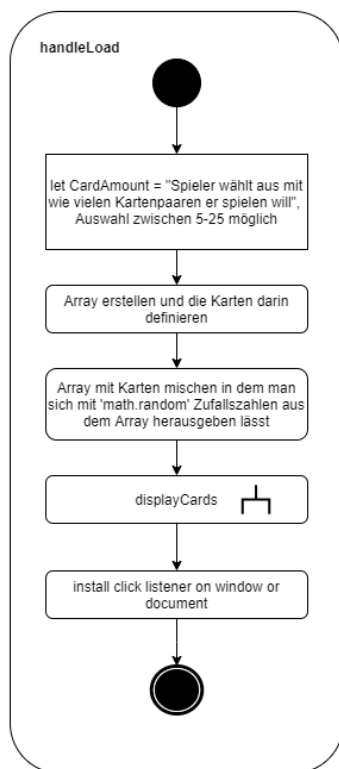 handleLoad
let CardAmount = "Spieler wählt aus mit
wie vielen Kartenpaaren er spielen will",
Auswahl zwischen 5-25 möglich
Array erstellen und die Karten darin
definieren
Array mit Karten mischen in dem man
sich mit 'math.random' Zufallszahlen aus
dem Array herausgeben lässt
displayCards
install click listener on window or
document